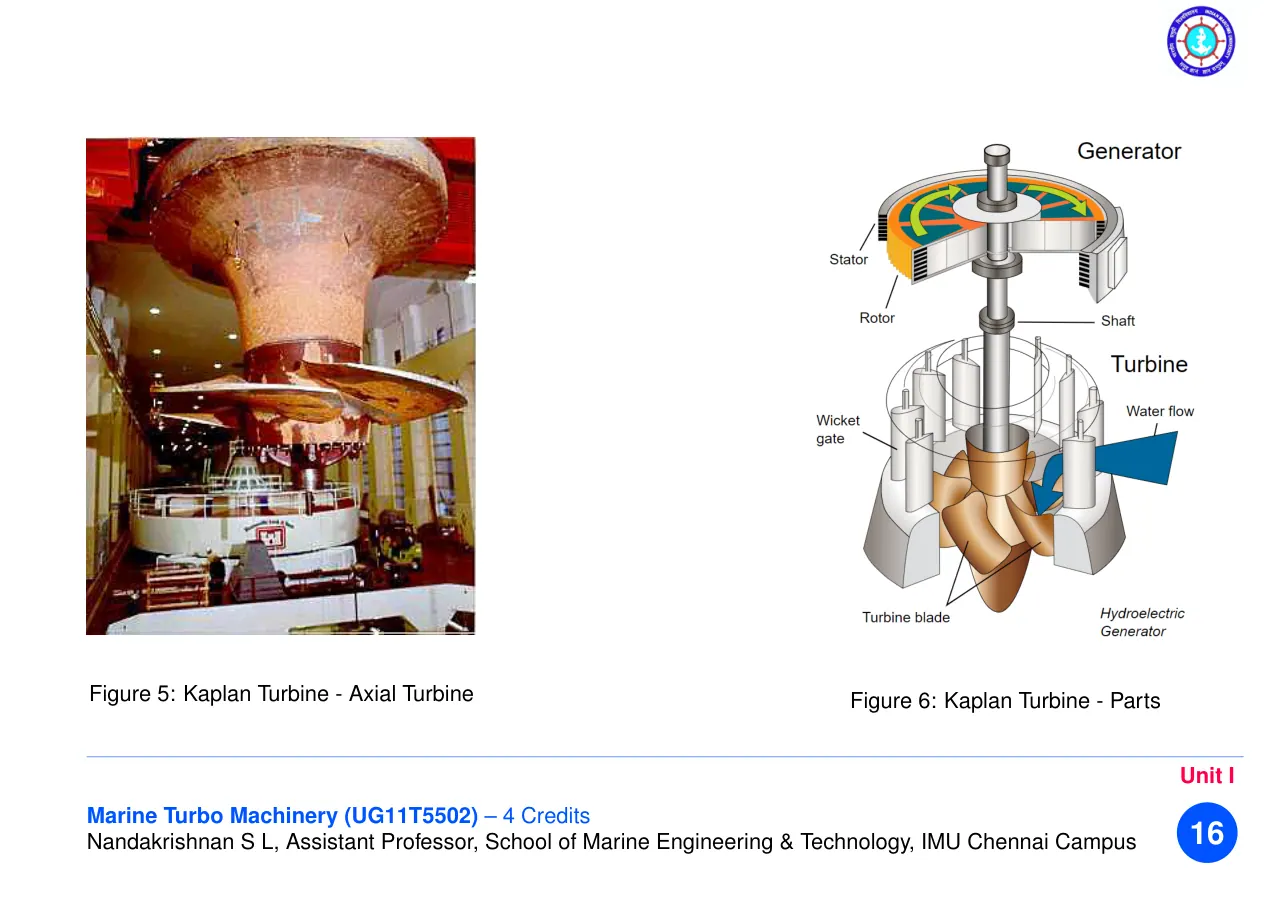 Generator
Stator
Rotor
Shaft
Turbine
Wicket
gate
Water flow
Turbine blade
Hydroelectric
Generator
Figure 5: Kaplan Turbine - Axial Turbine
Figure 6: Kaplan Turbine - Parts
Unit I
Marine Turbo Machinery (UG11T5502) – 4 Credits
Nandakrishnan S L, Assistant Professor, School of Marine Engineering & Technology, IMU Chennai Campus
16